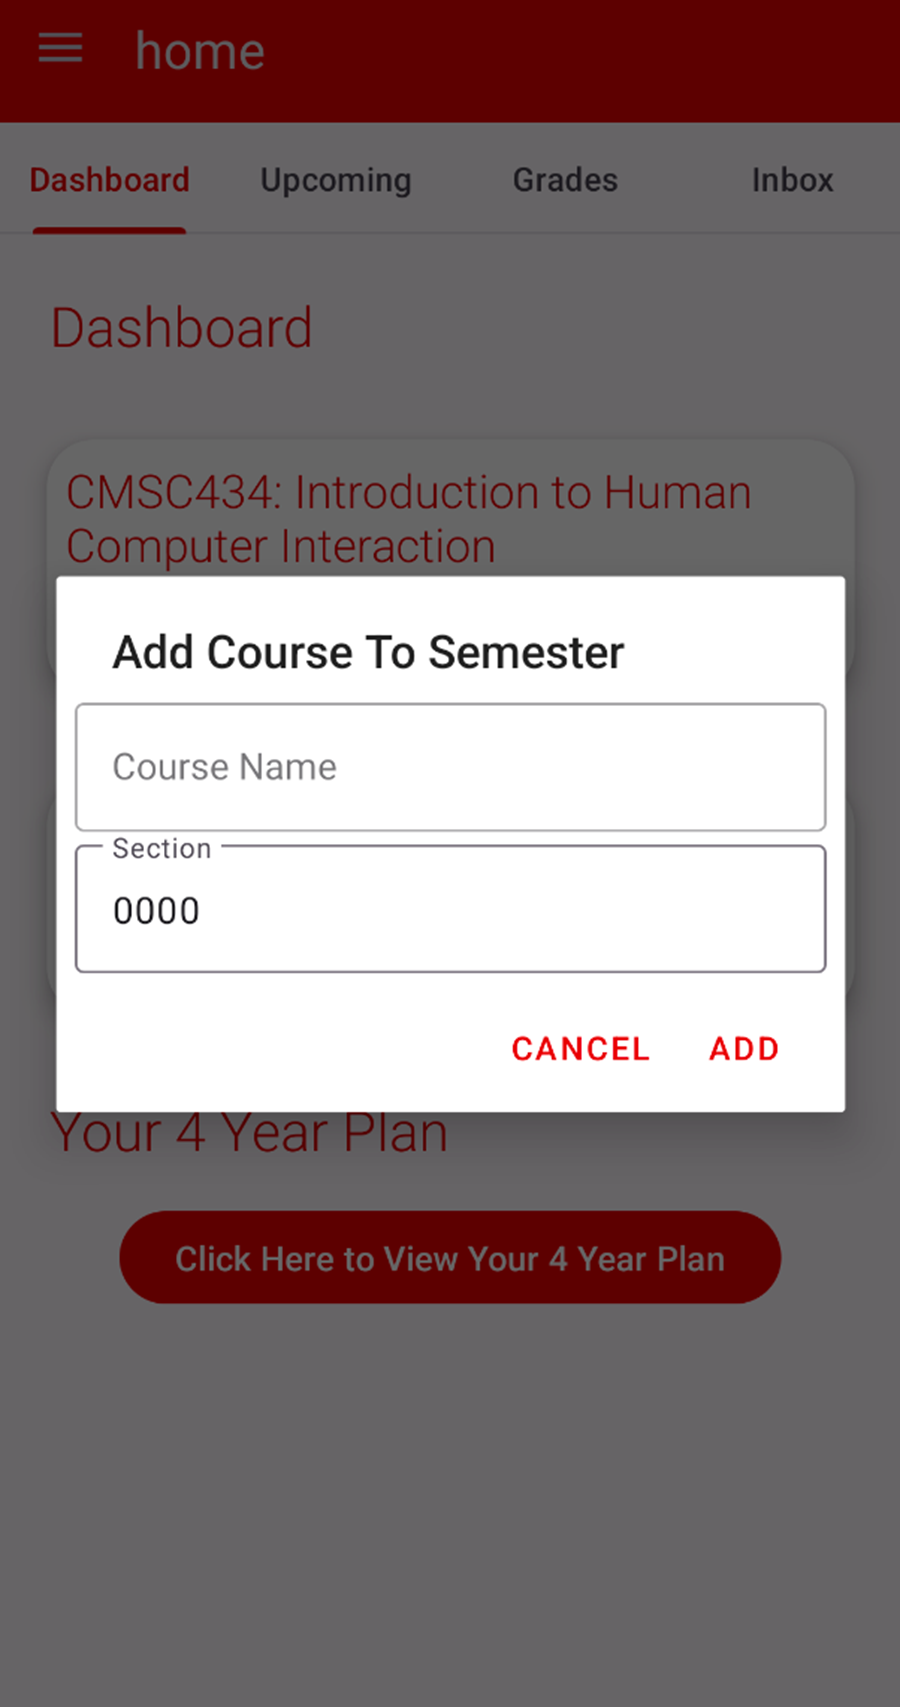 home
Dashboard Upcoming Grades Inbox
Dashboard
CMSC434: Introduction to Human
Computer Interaction
Add Course To Semester
Course Name
Section
0000
CANCEL ADD
Your 4 Year Plan
Click Here to View Your 4 Year Plan